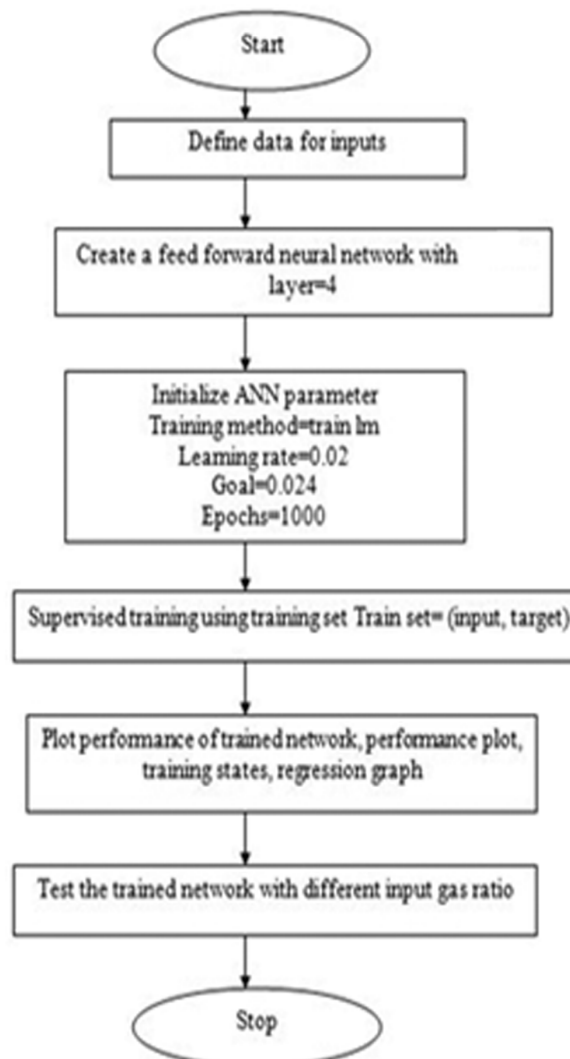 Start
Define data for inputs
Create a feed forward neural network with
layer=4
Initialize ANN parameter
Training method=train lm
Learning rate=0.02
Goal=0.024
Epochs=1000
Supervised training using training set Train set= (input, target)
Plot performance of trained network, performance plot,
training states, regression graph
Test the trained network with different input gas ratio
Stop